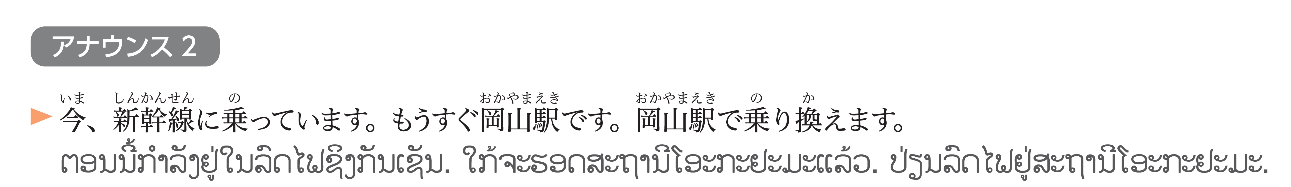 アナウンス 2
いま しんかんせん の おかやまえき おかやまえき の か
今、新幹線に乗っています。もうすぐ岡山駅です。岡山駅で乗り換えます。
ຕອນນີ້ກຳລັງຢູ່ໃນລົດໄຟຊິງກັນເຊັນ. ໃກ້ຈະຮອດສະຖານີໂອະກະຢະມະແລ້ວ. ປ່ຽນລົດໄຟຢູ່ສະຖານີໂອະກະຢະມະ.